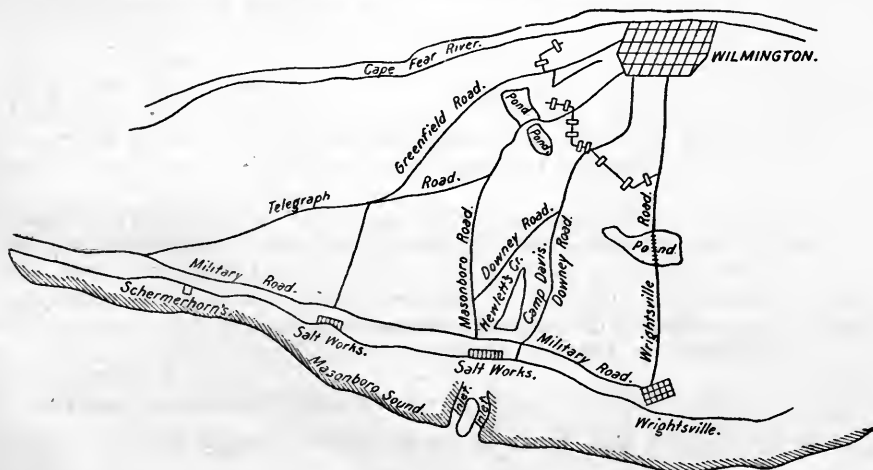 Cape Fear River.
WILMINGTON.
Greenfield Road.
Pond
Pond
Telegraph
Road.
Masonboro Road.
Downey Road.
Hewlett's Cr.
Camp Davis.
Downey Road.
Wrightsville
Road.
Pond
Military
Road.
Schermerhorn's.
Salt Works.
Masonboro Sound.
Salt Works.
Military
Road.
Inlet.
Inlet
Wrightsville.